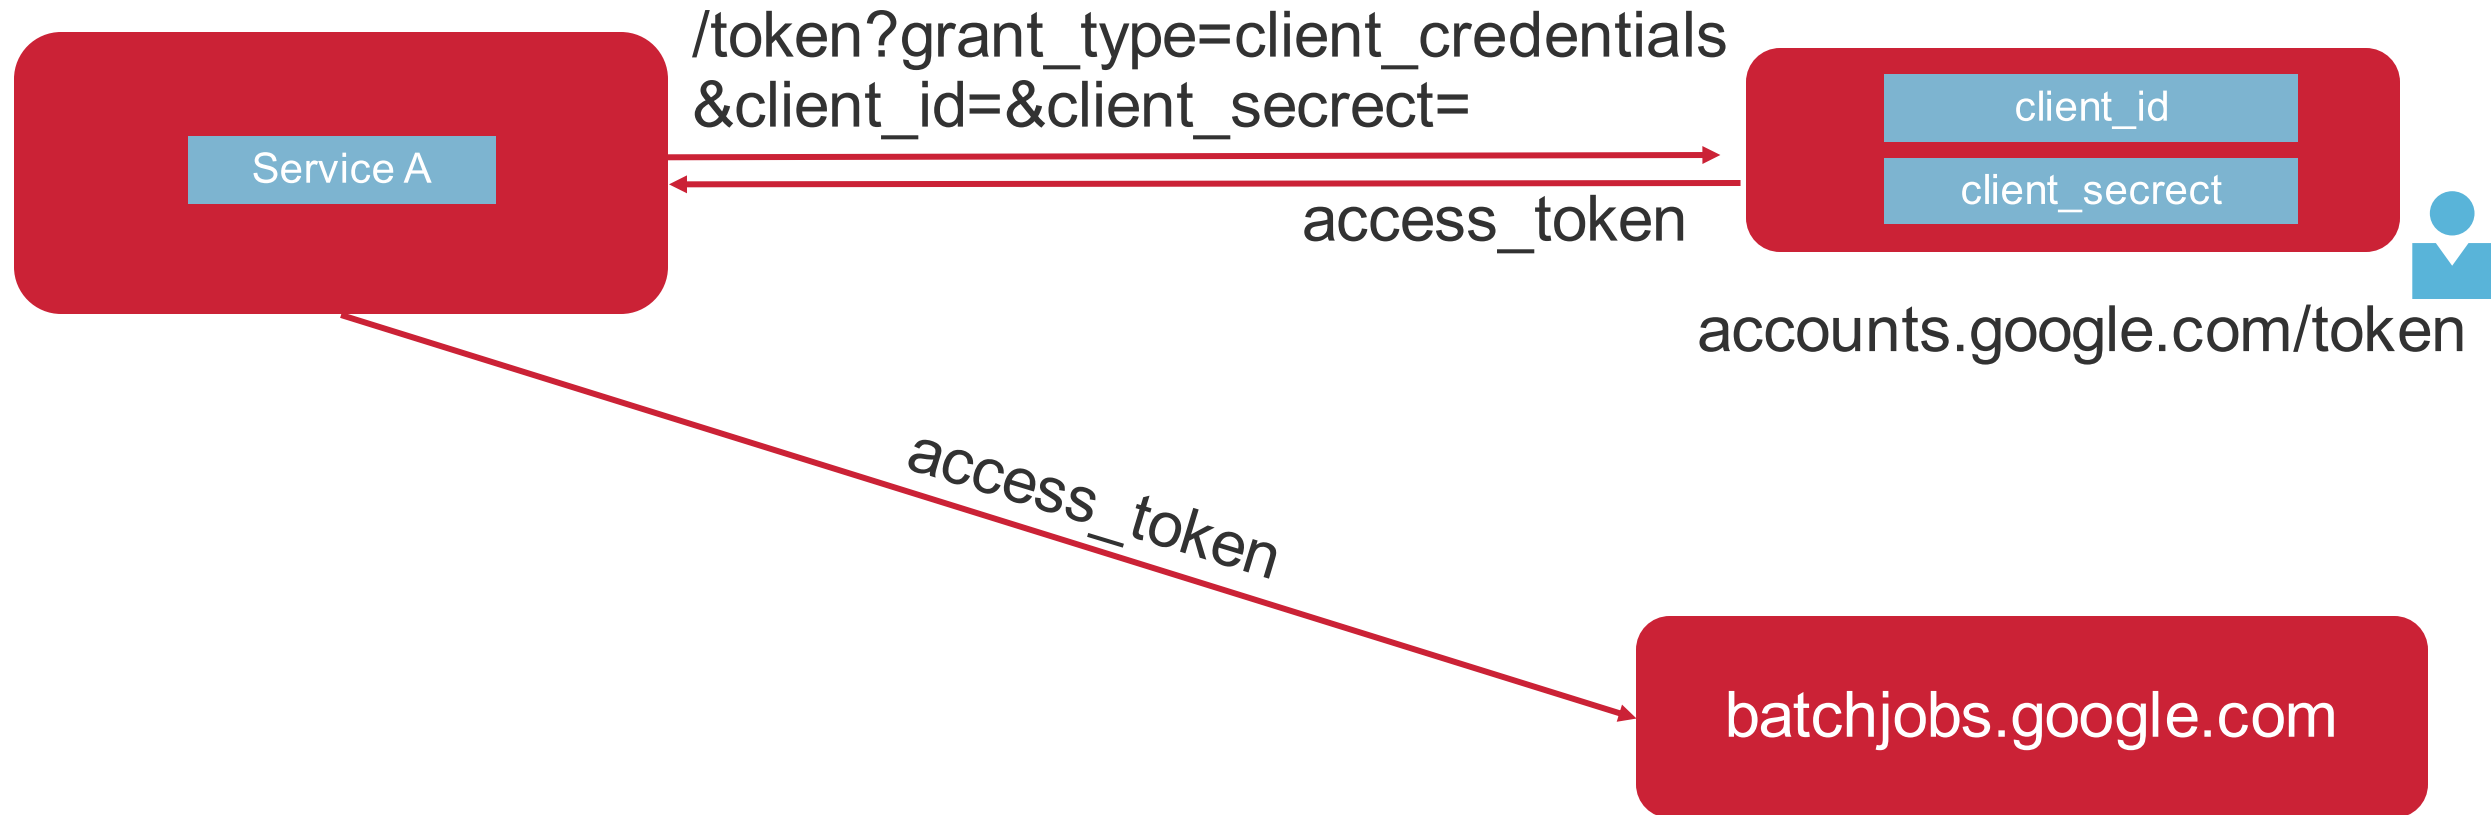 /token?grant_type=client_credentials
&client_id=&client_secrect=
Service A
client_id
client_secrect
access_token
accounts.google.com/token
access_token
batchjobs.google.com